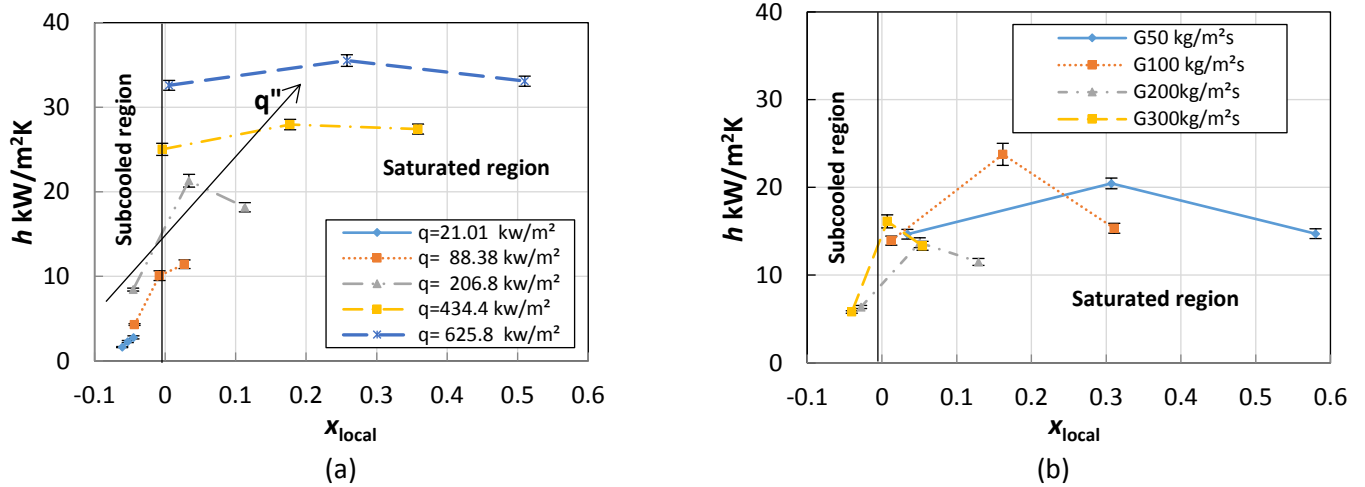 40
35
30
25
20
15
10
5
0
h kW/m²K
Subcooled region
q"
Saturated region
q=21.01 kw/m²
q= 88.38 kw/m²
q= 206.8 kw/m²
q=434.4 kw/m²
q= 625.8 kw/m²
-0.1 0 0.1 0.2 0.3 0.4 0.5 0.6
xlocal
(a)
40
30
20
10
0
h kW/m²K
Subcooled region
G50 kg/m²s
G100 kg/m²s
G200kg/m²s
G300kg/m²s
Saturated region
-0.1 0 0.1 0.2 0.3 0.4 0.5 0.6
xlocal
(b)